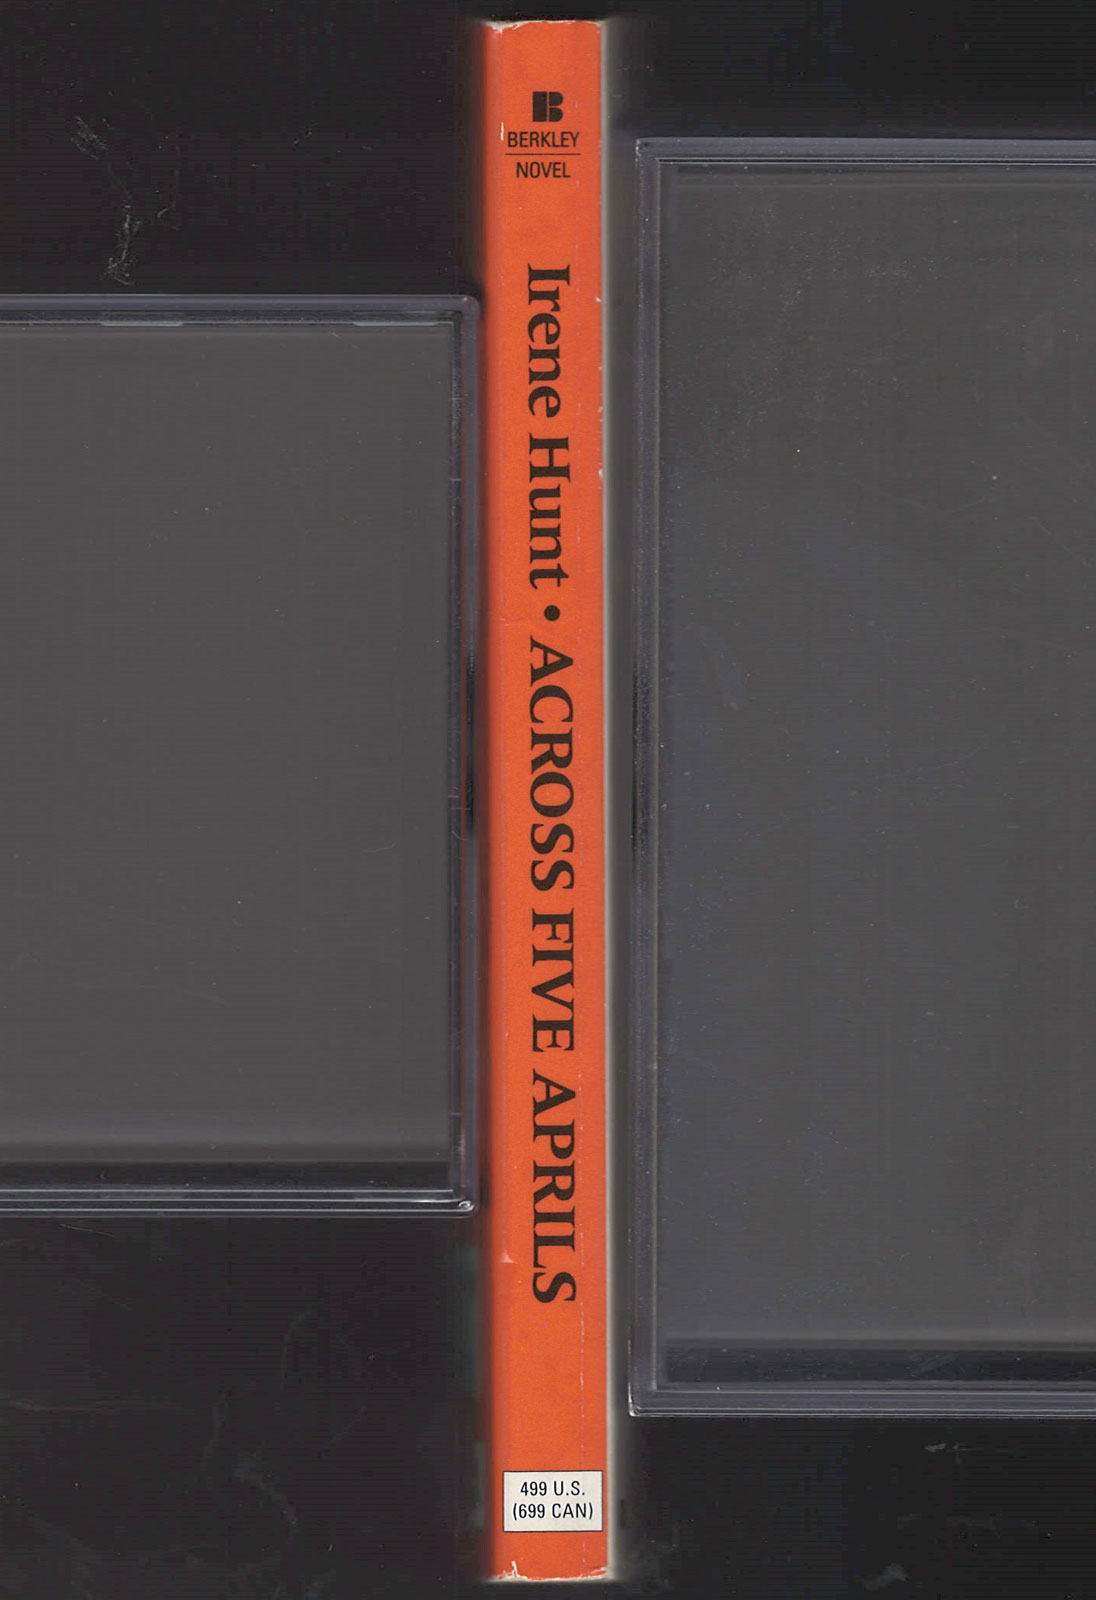 B
BERKLEY
NOVEL
Irene Hunt • ACROSS FIVE APRILS
499 U.S.
(699 CAN)